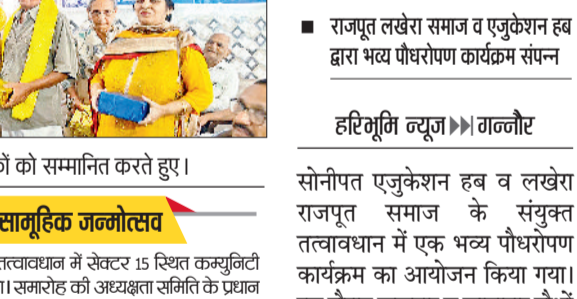 कों को सम्मानित करते हुए।
सामूहिक जन्मोत्सव
तत्वावधान में सेक्टर 15 स्थित कम्युनिटी
समारोह की अध्यक्षता समिति के प्रधान
राजपूत लखेरा समाज व एजुकेशन हब
द्वारा भव्य पौधरोपण कार्यक्रम संपन्न
हरिभूमि न्यूज गन्नौर
सोनीपत एजुकेशन हब व लखेरा
राजपूत समाज के संयुक्त
तत्वावधान में एक भव्य पौधरोपण
कार्यक्रम का आयोजन किया गया।